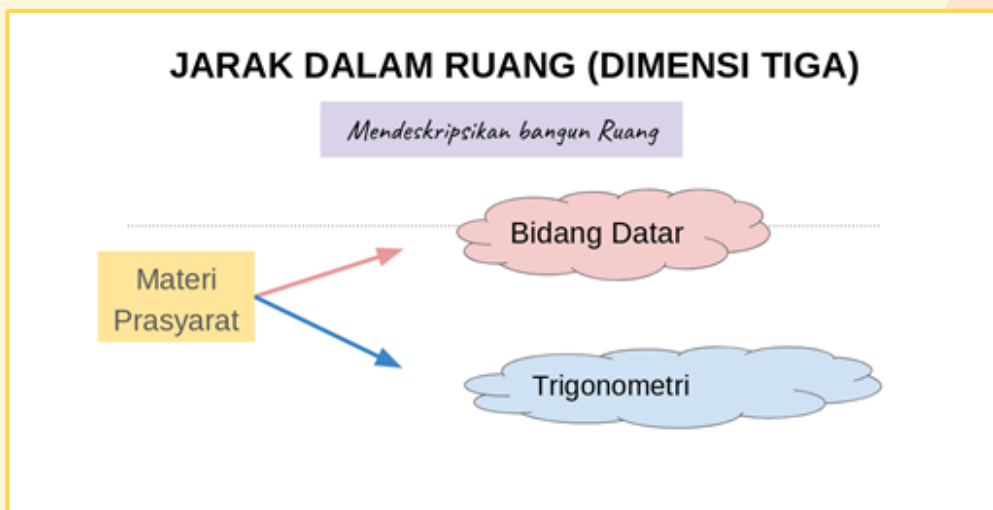 JARAK DALAM RUANG (DIMENSI TIGA)
Mendeskripsikan bangun Ruang
Bidang Datar
Materi
Prasyarat
Trigonometri